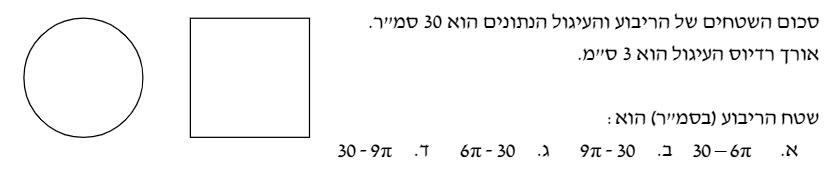 סכום השטחים של הריבוע והעיגול הנתונים הוא 30 סמ״ר.
אורך רדיוס העיגול הוא 3 ס״מ.
שטח הריבוע (בסמ״ר) הוא:
א. 30 – 6π ב. 9π - 30 ג. 6π - 30 ד. 30 - 9π